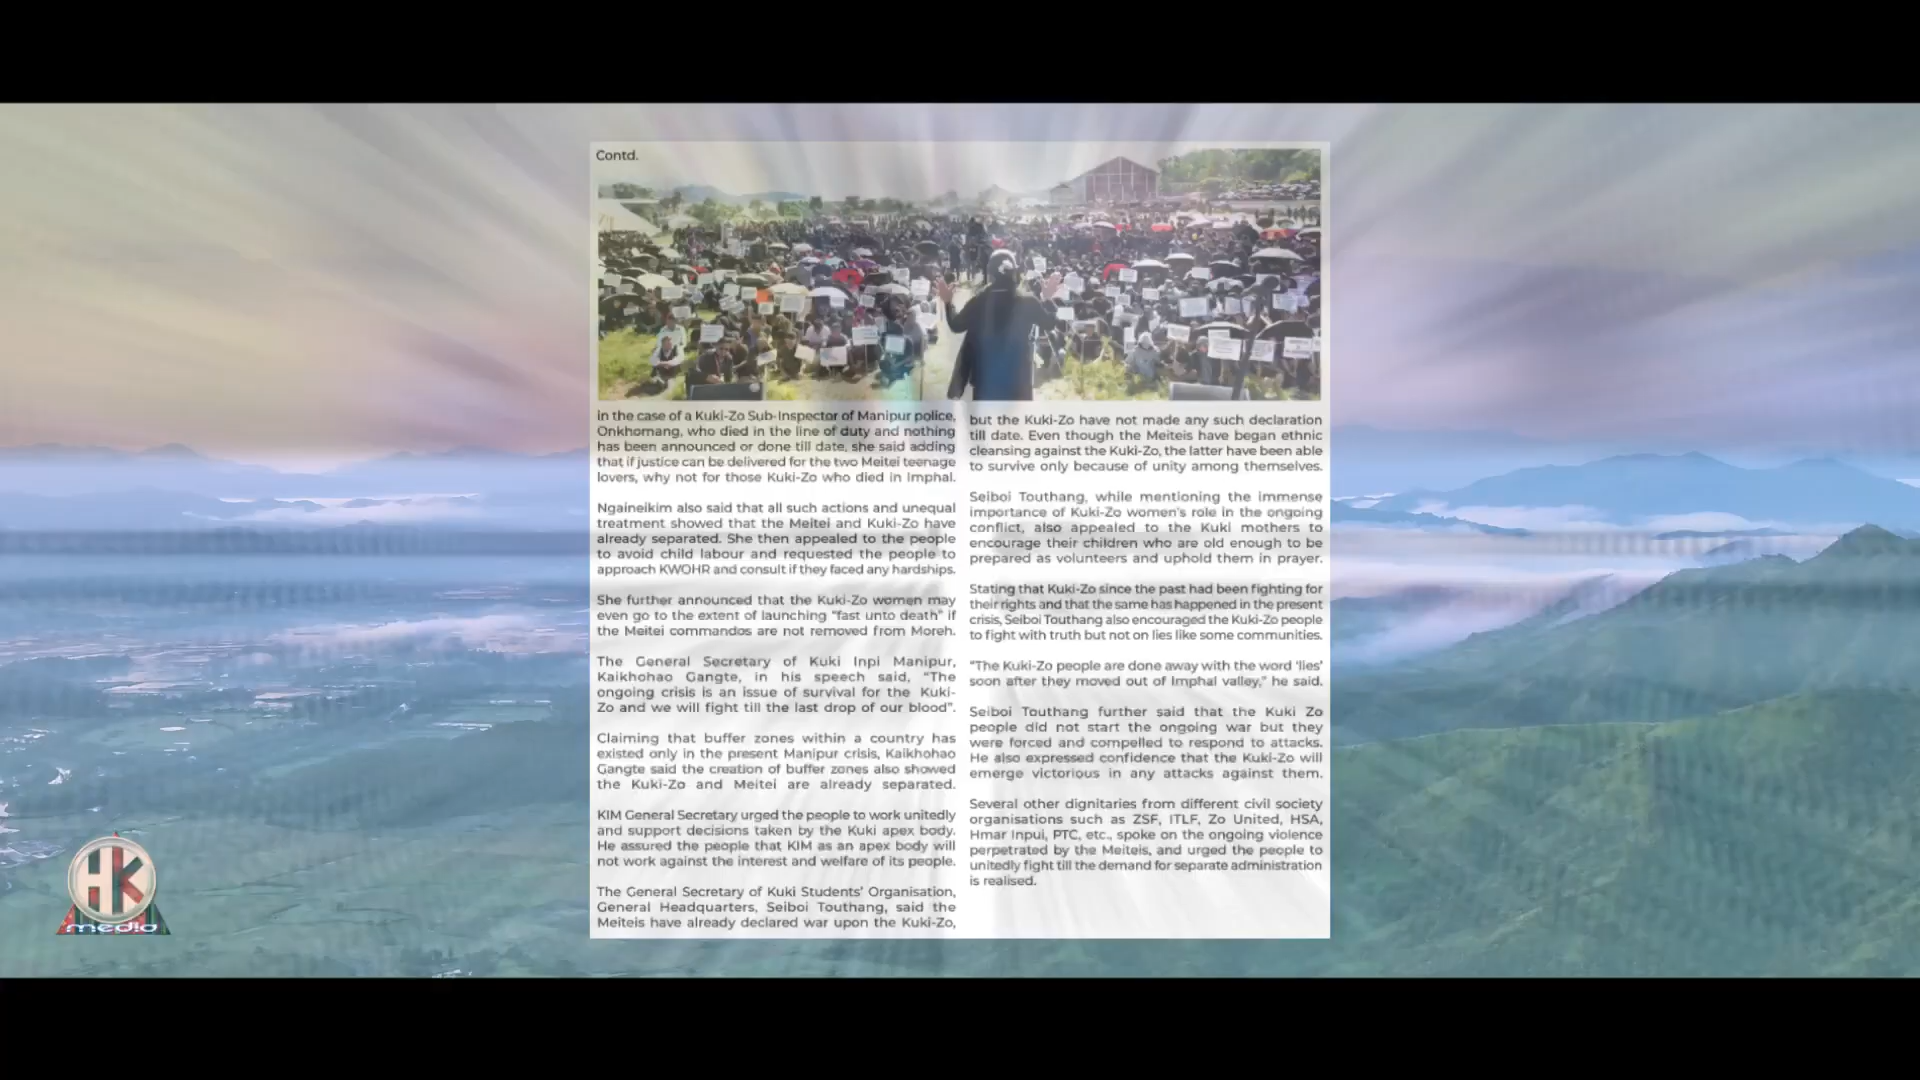 Contd.
in the case of a Kuki-Zo Sub-Inspector of Manipur police,
Onkhomang, who died in the line of duty and nothing
has been announced or done till date, she said adding
that if justice can be delivered for the two Meitei teenage
lovers, why not for those Kuki-Zo who died in Imphal.
Ngaineikim also said that all such actions and unequal
treatment showed that the Meitei and Kuki-Zo have
already separated. She then appealed to the people
to avoid child labour and requested the people to
approach KWOHR and consult if they faced any hardships.
She further announced that the Kuki-Zo women may
even go to the extent of launching "fast unto death" if
the Meitei commandos are not removed from Moreh.
The General Secretary of Kuki Inpi Manipur,
Kaikhohao Gangte, in his speech said, "The
ongoing crisis is an issue of survival for the Kuki-
Zo and we will fight till the last drop of our blood".
Claiming that buffer zones within a country has
existed only in the present Manipur crisis, Kaikhohao
Gangte said the creation of buffer zones also showed
the Kuki-Zo and Meitei are already separated.
KIM General Secretary urged the people to work unitedly
and support decisions taken by the Kuki apex body.
He assured the people that KIM as an apex body will
not work against the interest and welfare of its people.
The General Secretary of Kuki Students' Organisation,
General Headquarters, Seiboi Touthang, said the
Meiteis have already declared war upon the Kuki-Zo,
but the Kuki-Zo have not made any such declaration
till date. Even though the Meiteis have began ethnic
cleansing against the Kuki-Zo, the latter have been able
to survive only because of unity among themselves.
Seiboi Touthang, while mentioning the immense
importance of Kuki-Zo women's role in the ongoing
conflict, also appealed to the Kuki mothers to
encourage their children who are old enough to be
prepared as volunteers and uphold them in prayer.
Stating that Kuki-Zo since the past had been fighting for
their rights and that the same has happened in the present
crisis, Seiboi Touthang also encouraged the Kuki-Zo people
to fight with truth but not on lies like some communities.
"The Kuki-Zo people are done away with the word 'lies'
soon after they moved out of Imphal valley," he said.
Seiboi Touthang further said that the Kuki Zo
people did not start the ongoing war but they
were forced and compelled to respond to attacks.
He also expressed confidence that the Kuki-Zo will
emerge victorious in any attacks against them.
Several other dignitaries from different civil society
organisations such as ZSF, ITLF, Zo United, HSA,
Hmar Inpui, PTC, etc., spoke on the ongoing violence
perpetrated by the Meiteis, and urged the people to
unitedly fight till the demand for separate administration
is realised.
HK
media